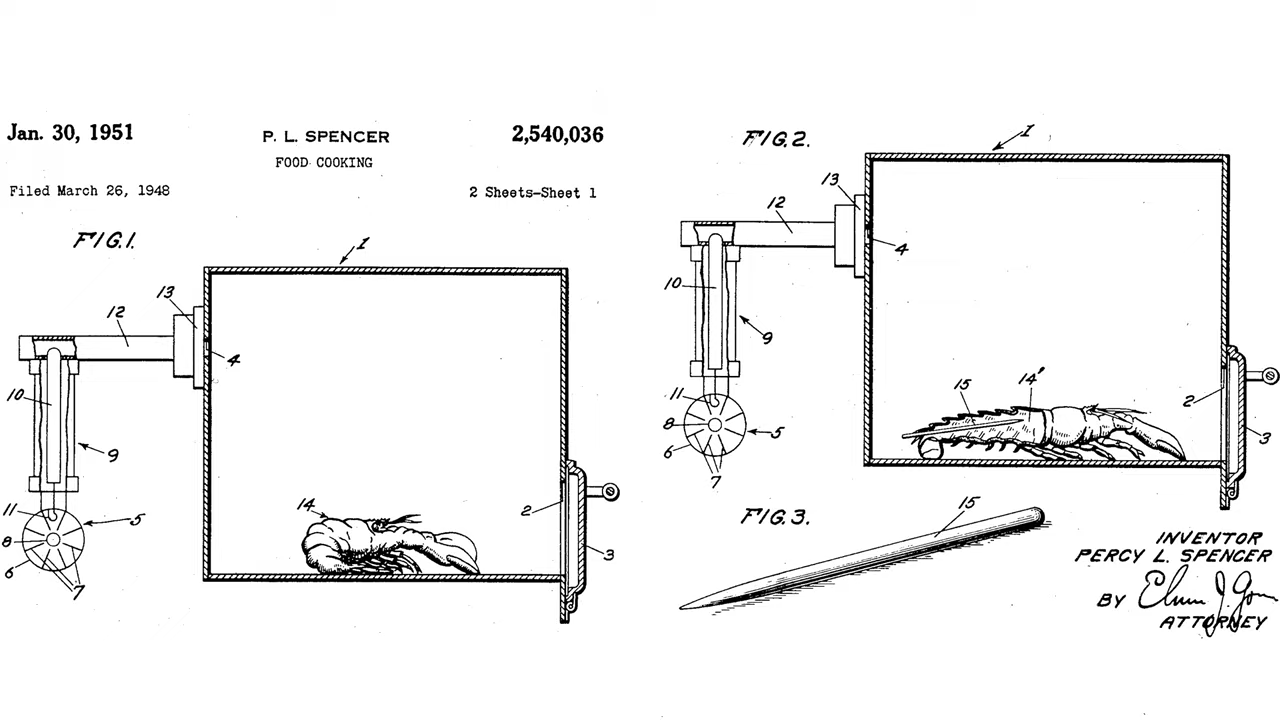 Jan. 30, 1951
P. L. SPENCER
2,540,036
FOOD COOKING
Filed March 26, 1948
2 Sheets-Sheet 1
FIG.1.
1
13
12
4
10
9
14
11
5
8
6
7
2
3
FIG.2.
1
13
12
4
10
9
15
14'
11
8
5
6
7
2
3
FIG.3.
15
INVENTOR
PERCY L. SPENCER
BY
ATTORNEY